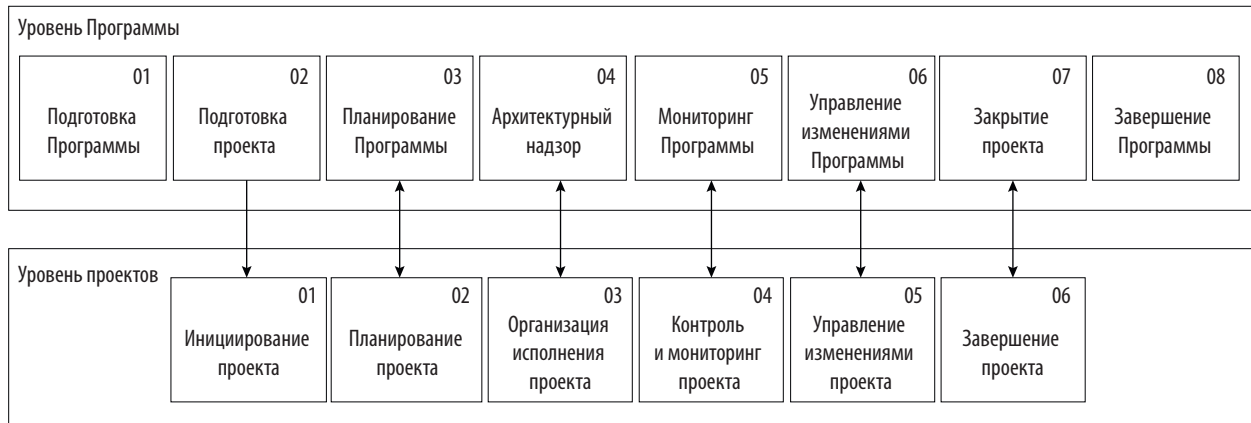 Уровень Программы
01
Подготовка
Программы
02
Подготовка
проекта
03
Планирование
Программы
04
Архитектурный
надзор
05
Мониторинг
Программы
06
Управление
изменениями
Программы
07
Закрытие
проекта
08
Завершение
Программы
Уровень проектов
01
Инициирование
проекта
02
Планирование
проекта
03
Организация
исполнения
проекта
04
Контроль
и мониторинг
проекта
05
Управление
изменениями
проекта
06
Завершение
проекта